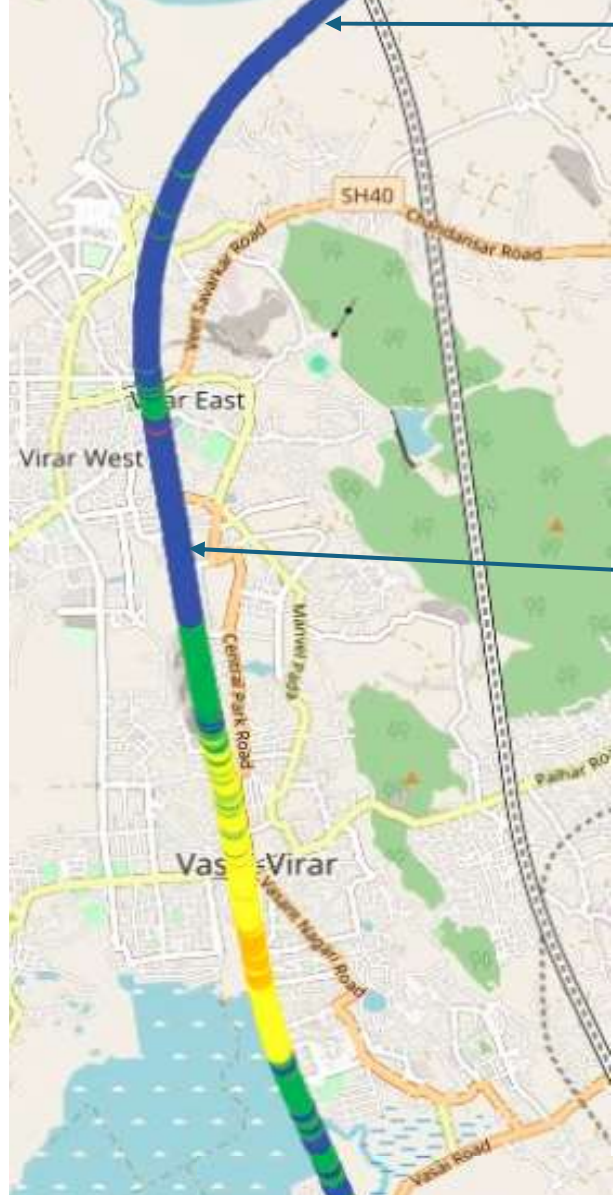 SH40
Chandansar Road
Veer Savarkar Road
Virar East
Virar West
Manvel Pada
Central Park Road
Palhar Ro
Vasai-Virar
Vasant Nagari Road
Vasai Road